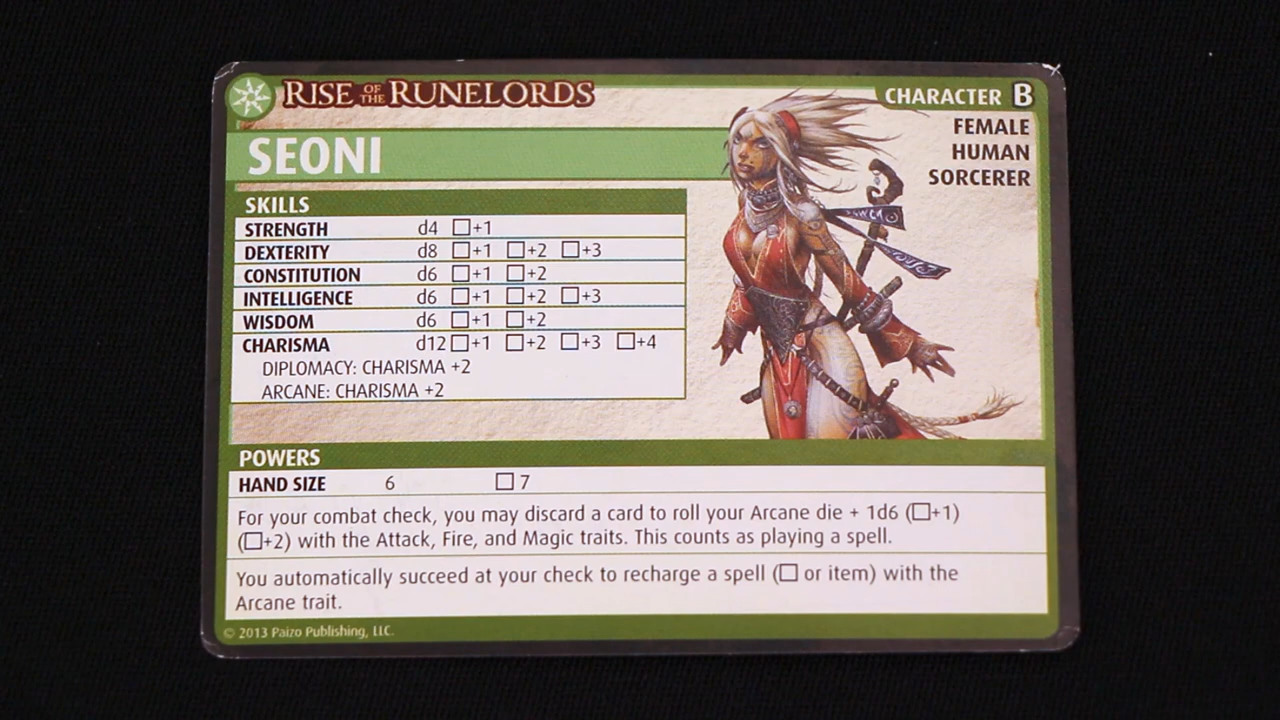 RISE OF THE RUNELORDS
CHARACTER B
SEONI
FEMALE
HUMAN
SORCERER
SKILLS
STRENGTH d4 □+1
DEXTERITY d8 □+1 □+2 □+3
CONSTITUTION d6 □+1 □+2
INTELLIGENCE d6 □+1 □+2 □+3
WISDOM d6 □+1 □+2
CHARISMA d12 □+1 □+2 □+3 □+4
DIPLOMACY: CHARISMA +2
ARCANE: CHARISMA +2
POWERS
HAND SIZE 6 □ 7
For your combat check, you may discard a card to roll your Arcane die + 1d6 (□+1)
(□+2) with the Attack, Fire, and Magic traits. This counts as playing a spell.
You automatically succeed at your check to recharge a spell (□ or item) with the
Arcane trait.
© 2013 Paizo Publishing, LLC.